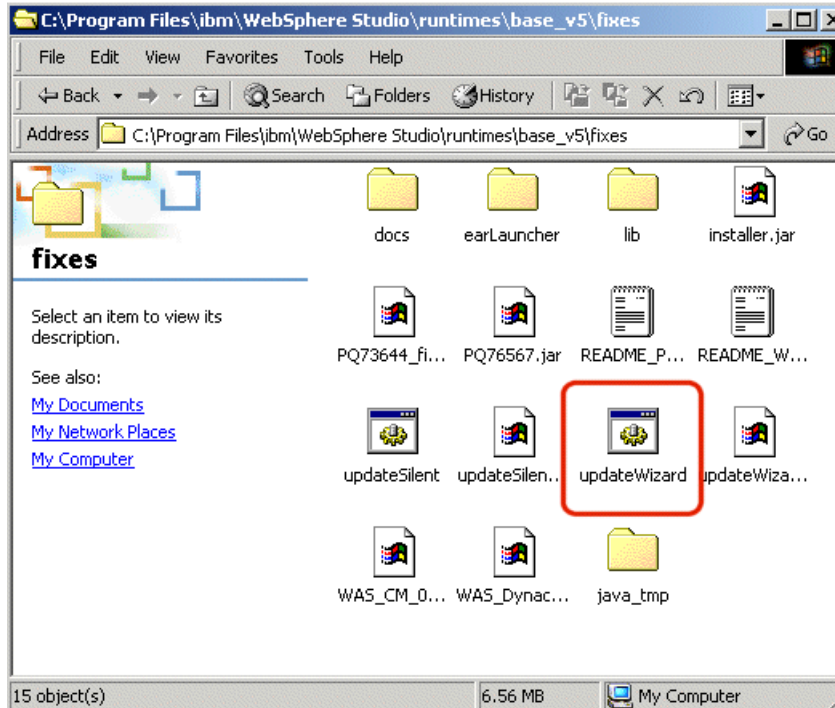 C:\Program Files\ibm\WebSphere Studio\runtimes\base_v5\fixes
File Edit View Favorites Tools Help
Back Search Folders History
Address C:\Program Files\ibm\WebSphere Studio\runtimes\base_v5\fixes Go
docs earLauncher lib installer.jar
fixes
Select an item to view its
description.
PQ73644_fi... PQ76567.jar README_P... README_W...
See also:
My Documents
My Network Places
My Computer
updateSilent updateSilen... updateWizard updateWiza...
WAS_CM_0... WAS_Dynac... java_tmp
15 object(s) 6.56 MB My Computer